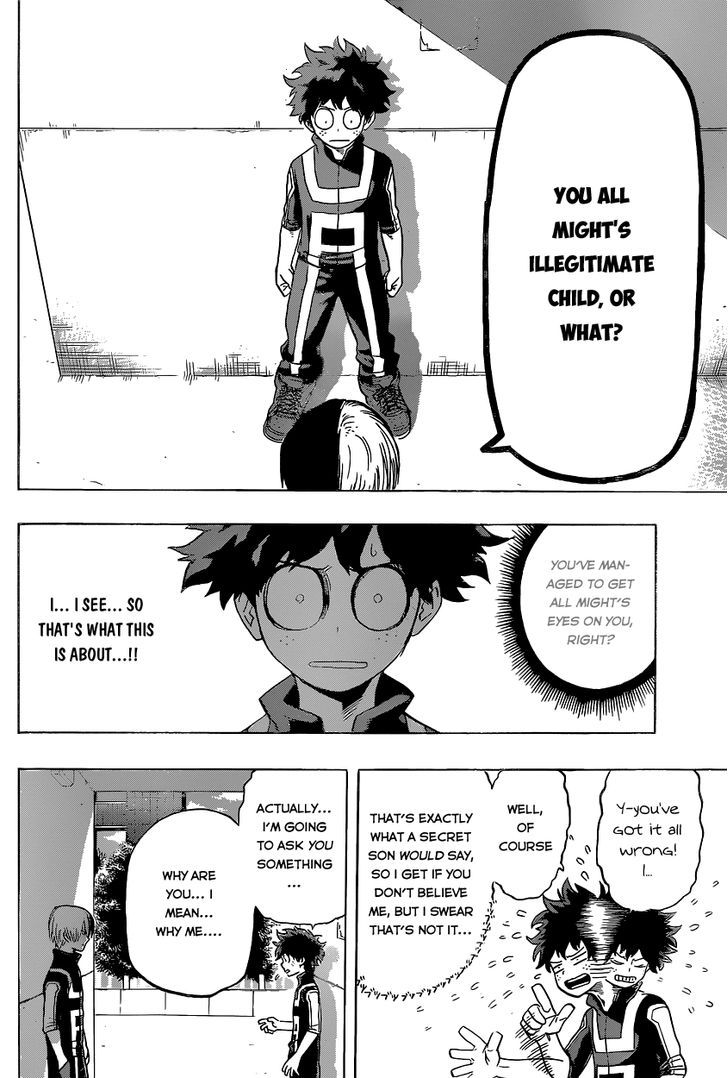 YOU ALL
MIGHT'S
ILLEGITIMATE
CHILD, OR
WHAT?
YOU'VE MAN-
AGED TO GET
ALL MIGHT'S
EYES ON YOU,
RIGHT?
I... I SEE... SO
THAT'S WHAT THIS
IS ABOUT...!!
Y-you've
got it all
wrong!
I...
WELL,
OF
COURSE
THAT'S EXACTLY
WHAT A SECRET
SON WOULD SAY,
SO I GET IF YOU
DON'T BELIEVE
ME, BUT I SWEAR
THAT'S NOT IT...
ACTUALLY...
I'M GOING
TO ASK YOU
SOMETHING
...
WHY ARE
YOU... I
MEAN...
WHY ME....